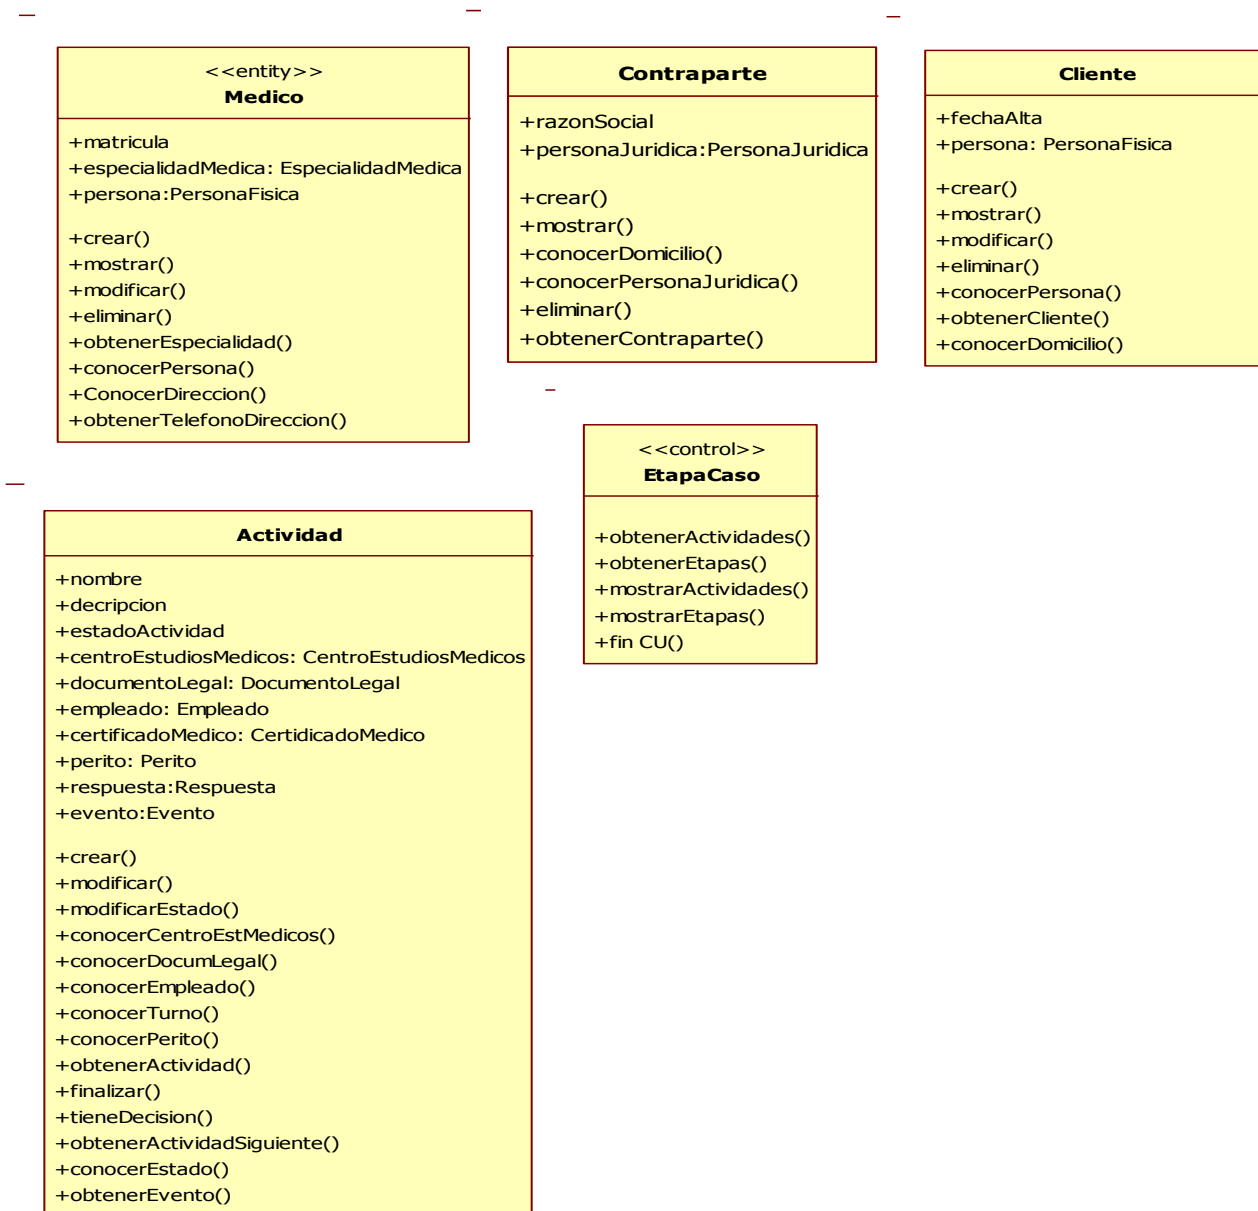 <<entity>>
Medico
+matricula
+especialidadMedica: EspecialidadMedica
+persona:PersonaFisica
+crear()
+mostrar()
+modificar()
+eliminar()
+obtenerEspecialidad()
+conocerPersona()
+ConocerDireccion()
+obtenerTelefonoDireccion()
Contraparte
+razonSocial
+personaJuridica:PersonaJuridica
+crear()
+mostrar()
+conocerDomicilio()
+conocerPersonaJuridica()
+eliminar()
+obtenerContraparte()
Cliente
+fechaAlta
+persona: PersonaFisica
+crear()
+mostrar()
+modificar()
+eliminar()
+conocerPersona()
+obtenerCliente()
+conocerDomicilio()
<<control>>
EtapaCaso
+obtenerActividades()
+obtenerEtapas()
+mostrarActividades()
+mostrarEtapas()
+fin CU()
Actividad
+nombre
+decripcion
+estadoActividad
+centroEstudiosMedicos: CentroEstudiosMedicos
+documentoLegal: DocumentoLegal
+empleado: Empleado
+certificadoMedico: CertidicadoMedico
+perito: Perito
+respuesta:Respuesta
+evento:Evento
+crear()
+modificar()
+modificarEstado()
+conocerCentroEstMedicos()
+conocerDocumLegal()
+conocerEmpleado()
+conocerTurno()
+conocerPerito()
+obtenerActividad()
+finalizar()
+tieneDecision()
+obtenerActividadSiguiente()
+conocerEstado()
+obtenerEvento()